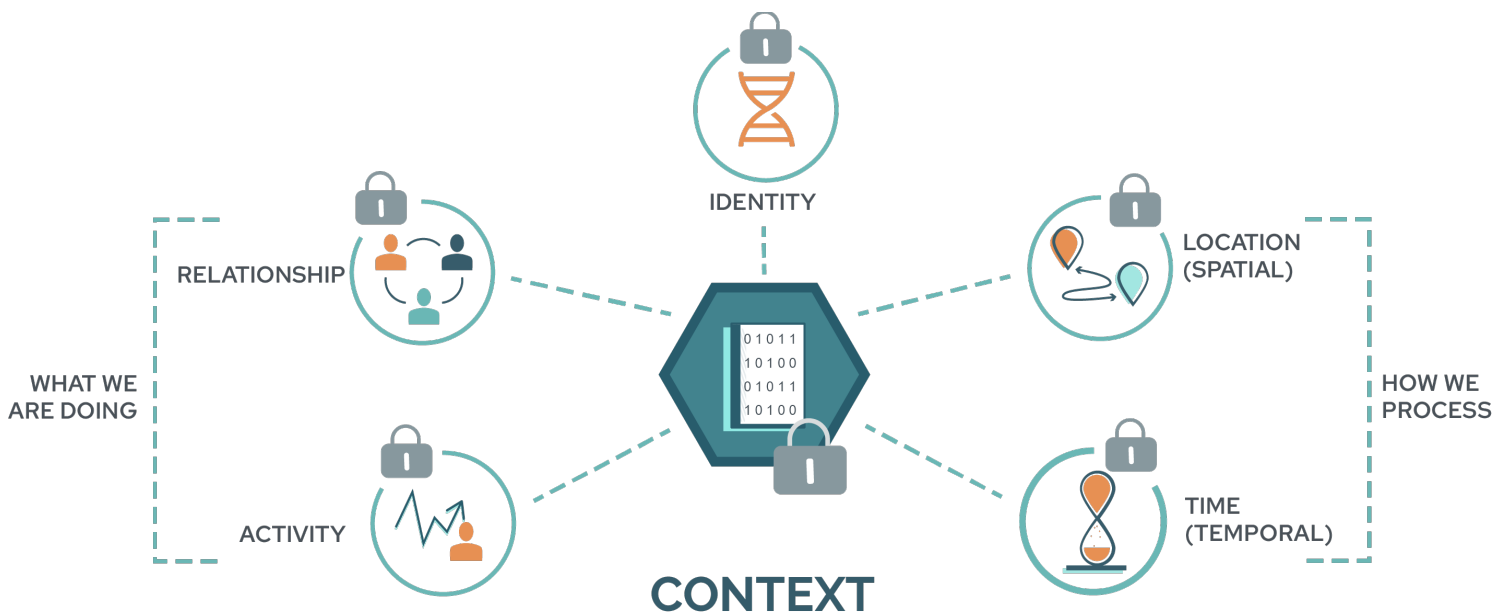 IDENTITY
RELATIONSHIP
LOCATION
(SPATIAL)
WHAT WE
ARE DOING
01011
10100
01011
10100
HOW WE
PROCESS
ACTIVITY
TIME
(TEMPORAL)
CONTEXT